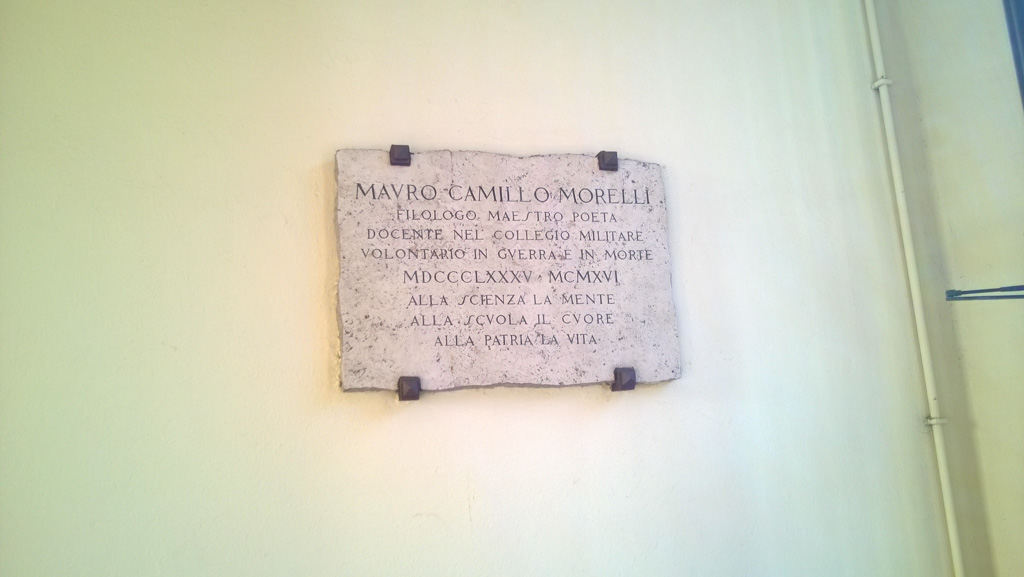 MAVRO CAMILLO MORELLI
FILOLOGO MAESTRO POETA
DOCENTE NEL COLLEGIO MILITARE
VOLONTARIO IN GVERRA E IN MORTE
MDCCCLXXXV · MCMXVI
ALLA SCIENZA LA MENTE
ALLA SCVOLA IL CVORE
ALLA PATRIA LA VITA